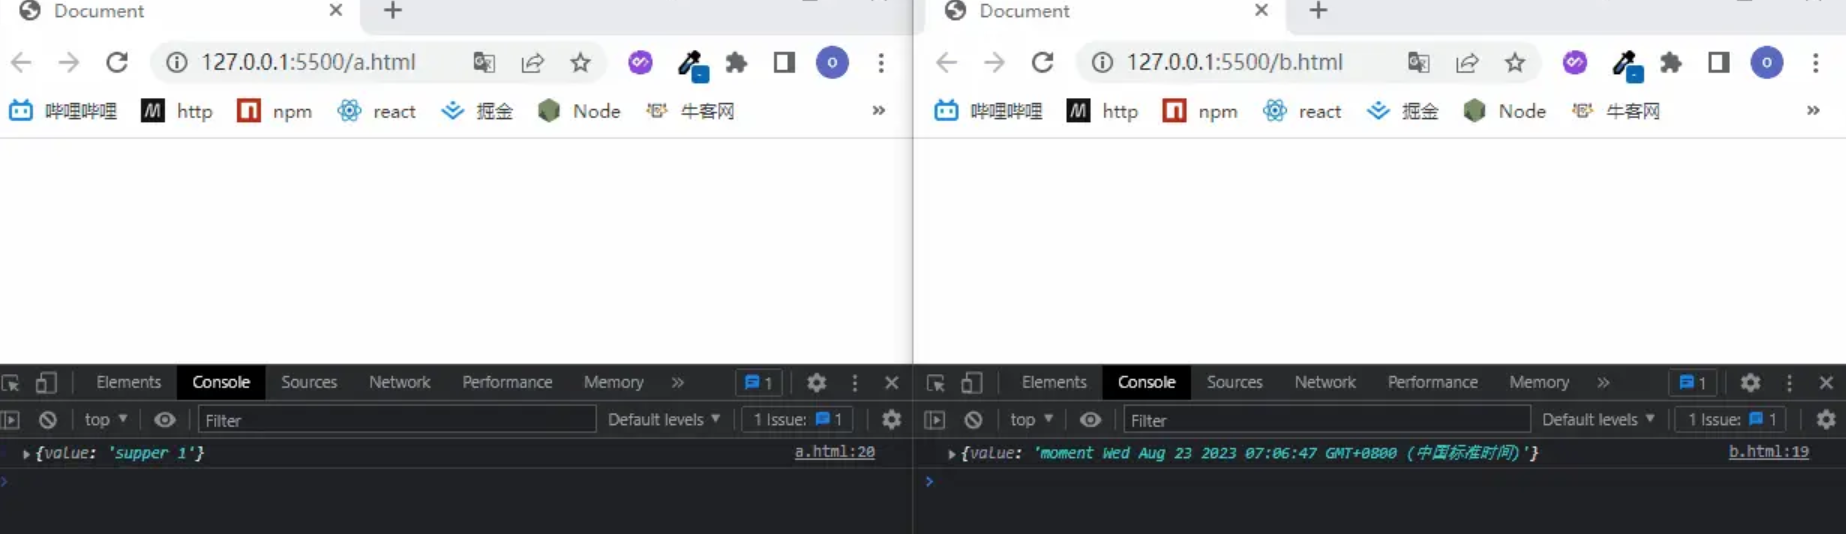 Document
127.0.0.1:5500/a.html
哔哩哔哩 http npm react 掘金 Node 牛客网 »
Elements Console Sources Network Performance Memory » 1
top Filter Default levels 1 Issue: 1
{value: 'supper 1'} a.html:20
Document
127.0.0.1:5500/b.html
哔哩哔哩 http npm react 掘金 Node 牛客网 »
Elements Console Sources Network Performance Memory » 1
top Filter Default levels 1 Issue: 1
{value: 'moment Wed Aug 23 2023 07:06:47 GMT+0800 (中国标准时间)'} b.html:19